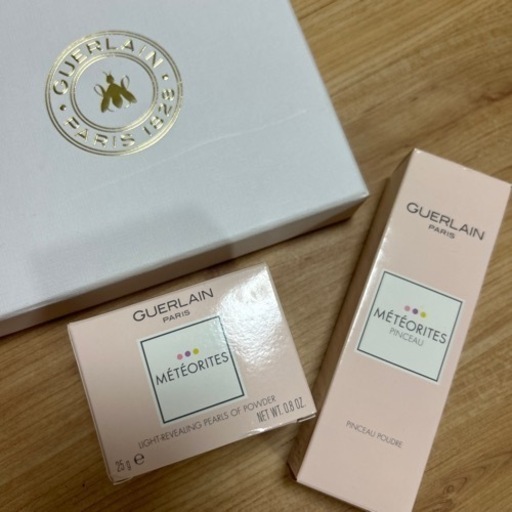 GUERLAIN
PARIS 1828
GUERLAIN
PARIS
MÉTÉORITES
LIGHT-REVEALING PEARLS OF POWDER
25 g e NET WT. 0.8 OZ.
GUERLAIN
PARIS
MÉTÉORITES
PINCEAU
PINCEAU POUDRE